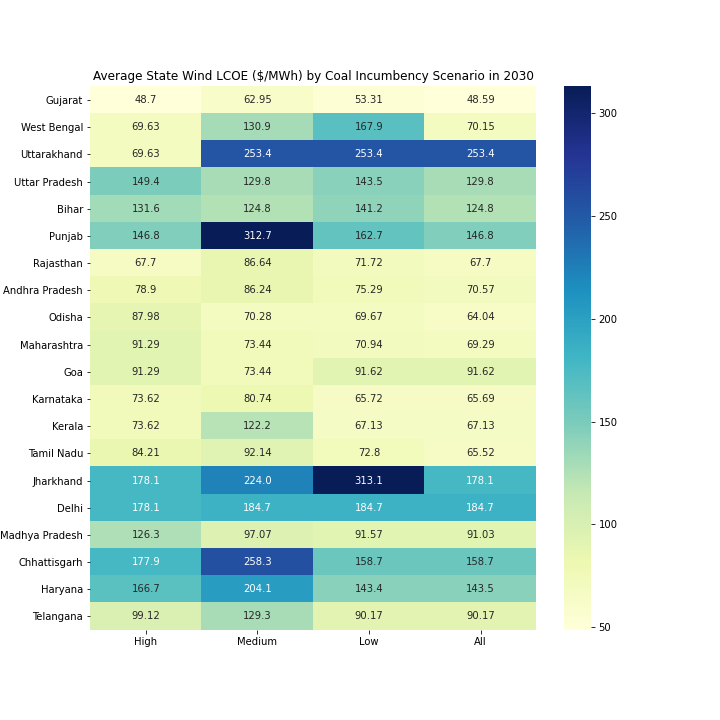 Average State Wind LCOE ($/MWh) by Coal Incumbency Scenario in 2030
Gujarat 48.7 62.95 53.31 48.59
West Bengal 69.63 130.9 167.9 70.15
Uttarakhand 69.63 253.4 253.4 253.4
Uttar Pradesh 149.4 129.8 143.5 129.8
Bihar 131.6 124.8 141.2 124.8
Punjab 146.8 312.7 162.7 146.8
Rajasthan 67.7 86.64 71.72 67.7
Andhra Pradesh 78.9 86.24 75.29 70.57
Odisha 87.98 70.28 69.67 64.04
Maharashtra 91.29 73.44 70.94 69.29
Goa 91.29 73.44 91.62 91.62
Karnataka 73.62 80.74 65.72 65.69
Kerala 73.62 122.2 67.13 67.13
Tamil Nadu 84.21 92.14 72.8 65.52
Jharkhand 178.1 224.0 313.1 178.1
Delhi 178.1 184.7 184.7 184.7
Madhya Pradesh 126.3 97.07 91.57 91.03
Chhattisgarh 177.9 258.3 158.7 158.7
Haryana 166.7 204.1 143.4 143.5
Telangana 99.12 129.3 90.17 90.17
High Medium Low All
300
250
200
150
100
50